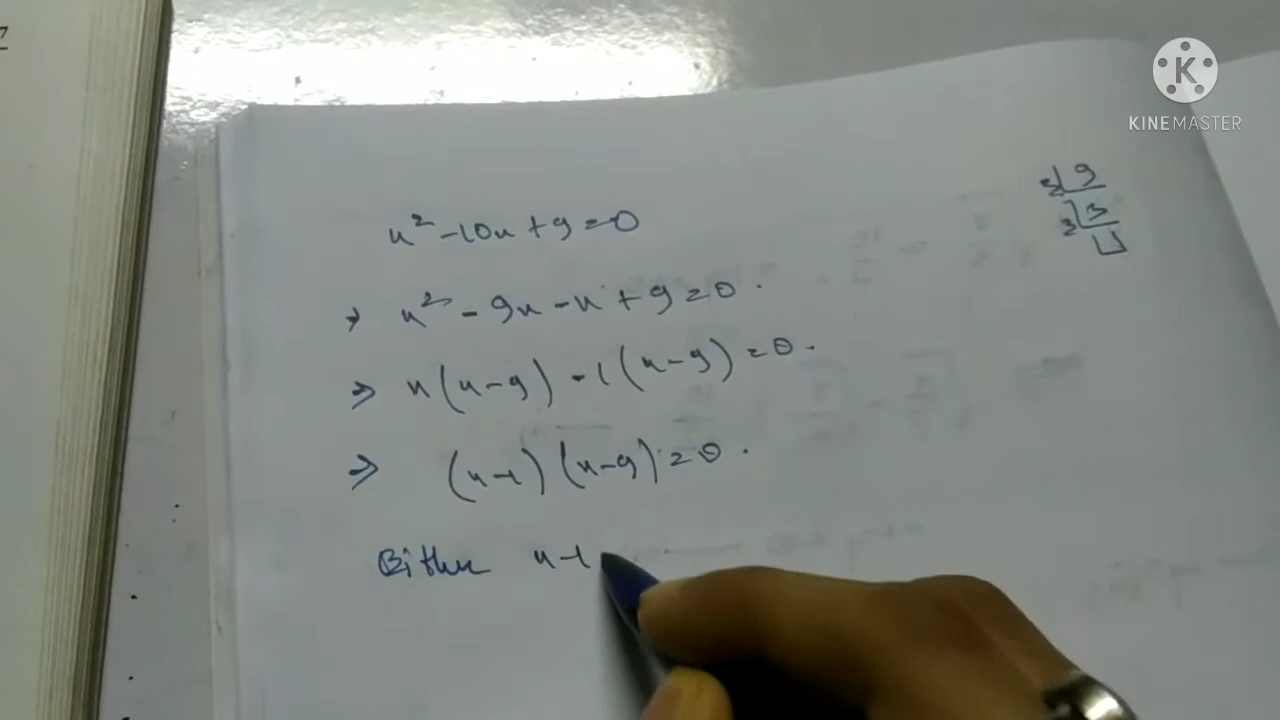 KINEMASTER
x² - 10x + 9 = 0
3 | 9
3 | 3
1
→ x² - 9x - x + 9 = 0.
⇒ x(x-9) - 1(x-9) = 0.
⇒ (x-1)(x-9) = 0.
Either x-1